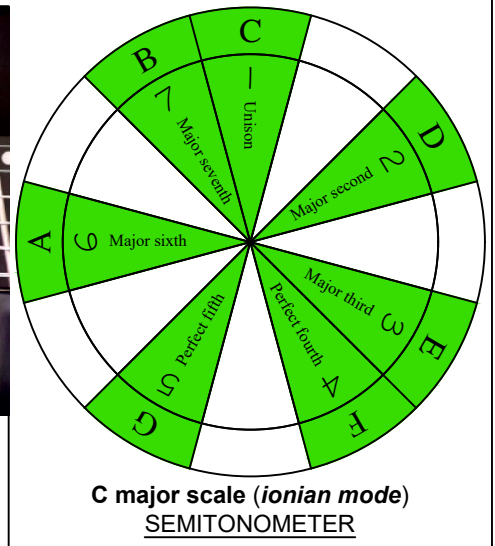 C
1 Unison
D
2 Major second
E
3 Major third
F
4 Perfect fourth
G
5 Perfect fifth
A
6 Major sixth
B
7 Major seventh
C major scale (ionian mode)
SEMITONOMETER